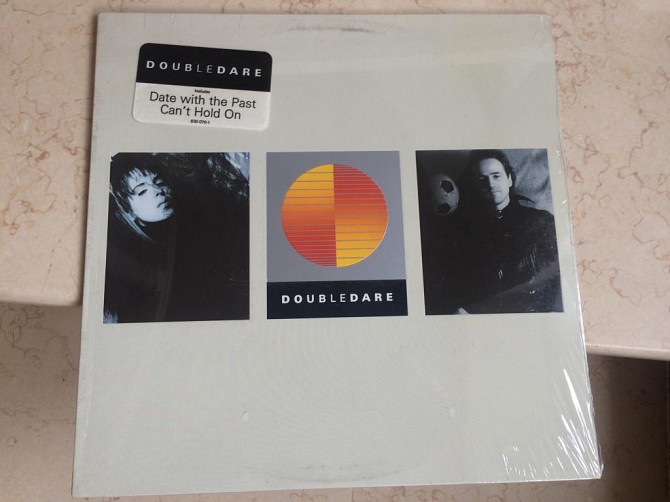 DOUBLEDARE
Includes
Date with the Past
Can't Hold On
DOUBLEDARE